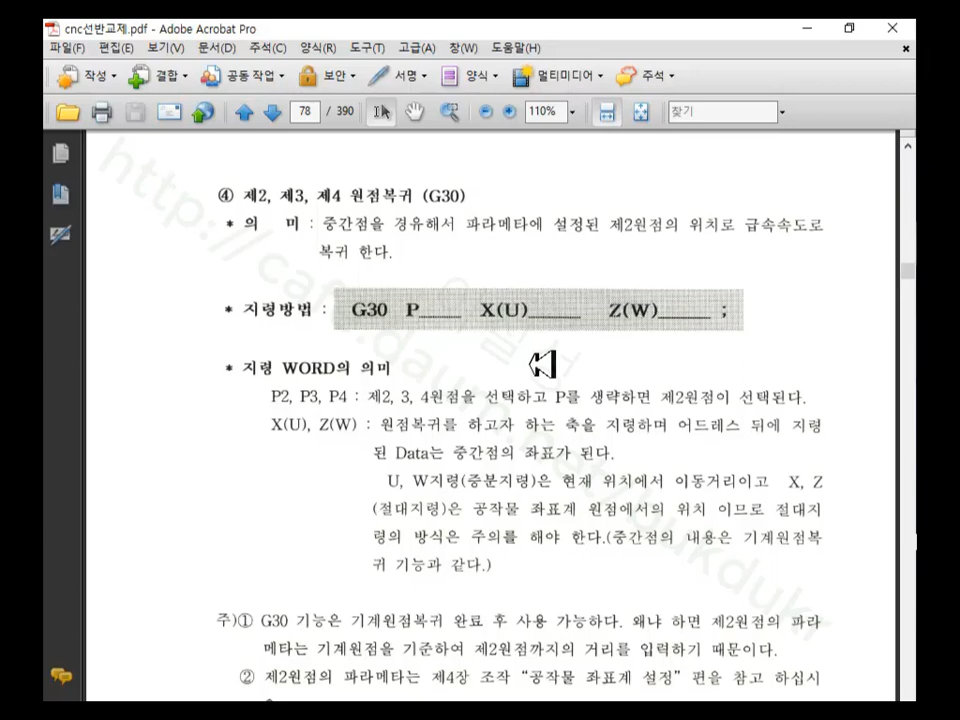 cnc선반교제.pdf - Adobe Acrobat Pro
파일(F) 편집(E) 보기(V) 문서(D) 주석(C) 양식(R) 도구(T) 고급(A) 창(W) 도움말(H)
작성 결합 공동 작업 보안 서명 양식 멀티미디어 주석
78 / 390 110% 찾기
④ 제2, 제3, 제4 원점복귀 (G30)
* 의 미 : 중간점을 경유해서 파라메타에 설정된 제2원점의 위치로 급속속도로
복귀 한다.
* 지령방법 : G30 P____ X(U)_____ Z(W)_____ ;
* 지령 WORD의 의미
P2, P3, P4 : 제2, 3, 4원점을 선택하고 P를 생략하면 제2원점이 선택된다.
X(U), Z(W) : 원점복귀를 하고자 하는 축을 지령하며 어드레스 뒤에 지령
된 Data는 중간점의 좌표가 된다.
U, W지령(중분지령)은 현재 위치에서 이동거리이고 X, Z
(절대지령)은 공작물 좌표계 원점에서의 위치 이므로 절대지
령의 방식은 주의를 해야 한다.(중간점의 내용은 기계원점복
귀 기능과 같다.)
주)① G30 기능은 기계원점복귀 완료 후 사용 가능하다. 왜냐 하면 제2원점의 파라
메타는 기계원점을 기준하여 제2원점까지의 거리를 입력하기 때문이다.
② 제2원점의 파라메타는 제4장 조작 “공작물 좌표계 설정” 편을 참고 하십시